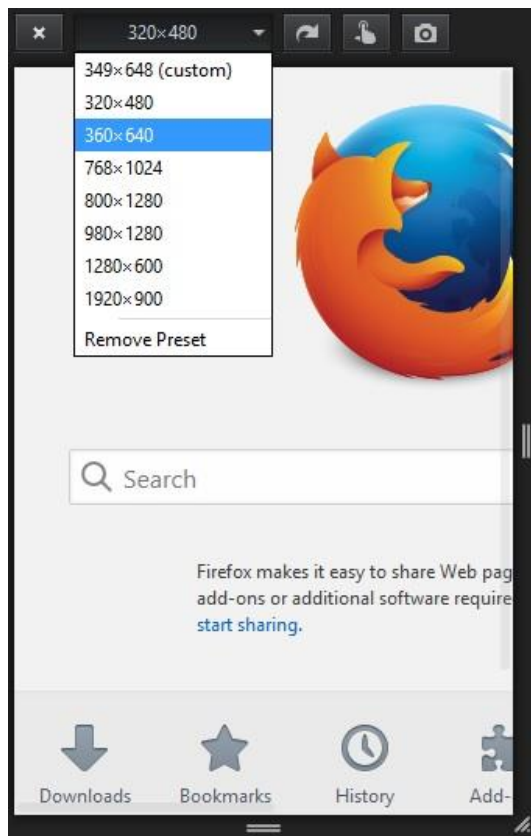 320×480
349×648 (custom)
320×480
360×640
768×1024
800×1280
980×1280
1280×600
1920×900
Remove Preset
Search
Firefox makes it easy to share Web pag
add-ons or additional software require
start sharing.
Downloads Bookmarks History Add-